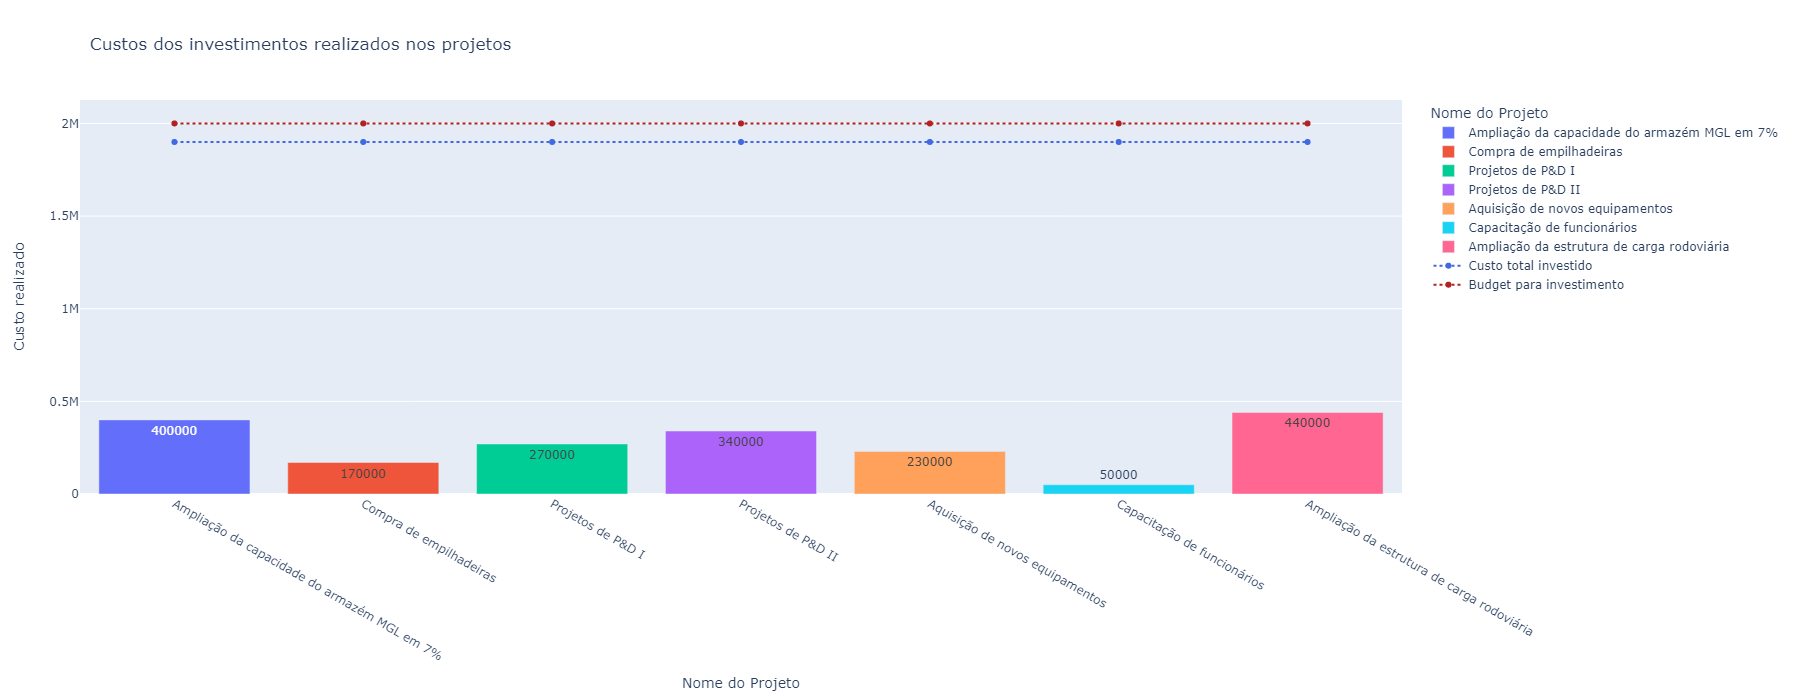 Custos dos investimentos realizados nos projetos
Custo realizado
2M
1.5M
1M
0.5M
0
400000
170000
270000
340000
230000
50000
440000
Ampliação da capacidade do armazém MGL em 7%
Compra de empilhadeiras
Projetos de P&D I
Projetos de P&D II
Aquisição de novos equipamentos
Capacitação de funcionários
Ampliação da estrutura de carga rodoviária
Nome do Projeto
Nome do Projeto
Ampliação da capacidade do armazém MGL em 7%
Compra de empilhadeiras
Projetos de P&D I
Projetos de P&D II
Aquisição de novos equipamentos
Capacitação de funcionários
Ampliação da estrutura de carga rodoviária
Custo total investido
Budget para investimento